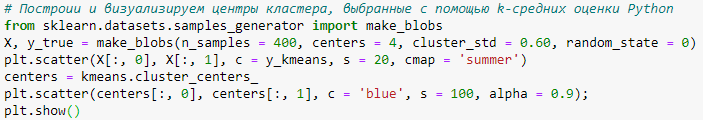 # Построии и визуализируем центры кластера, выбранные с помощью k-средних оценки Python
from sklearn.datasets.samples_generator import make_blobs
X, y_true = make_blobs(n_samples = 400, centers = 4, cluster_std = 0.60, random_state = 0)
plt.scatter(X[:, 0], X[:, 1], c = y_kmeans, s = 20, cmap = 'summer')
centers = kmeans.cluster_centers_
plt.scatter(centers[:, 0], centers[:, 1], c = 'blue', s = 100, alpha = 0.9);
plt.show()